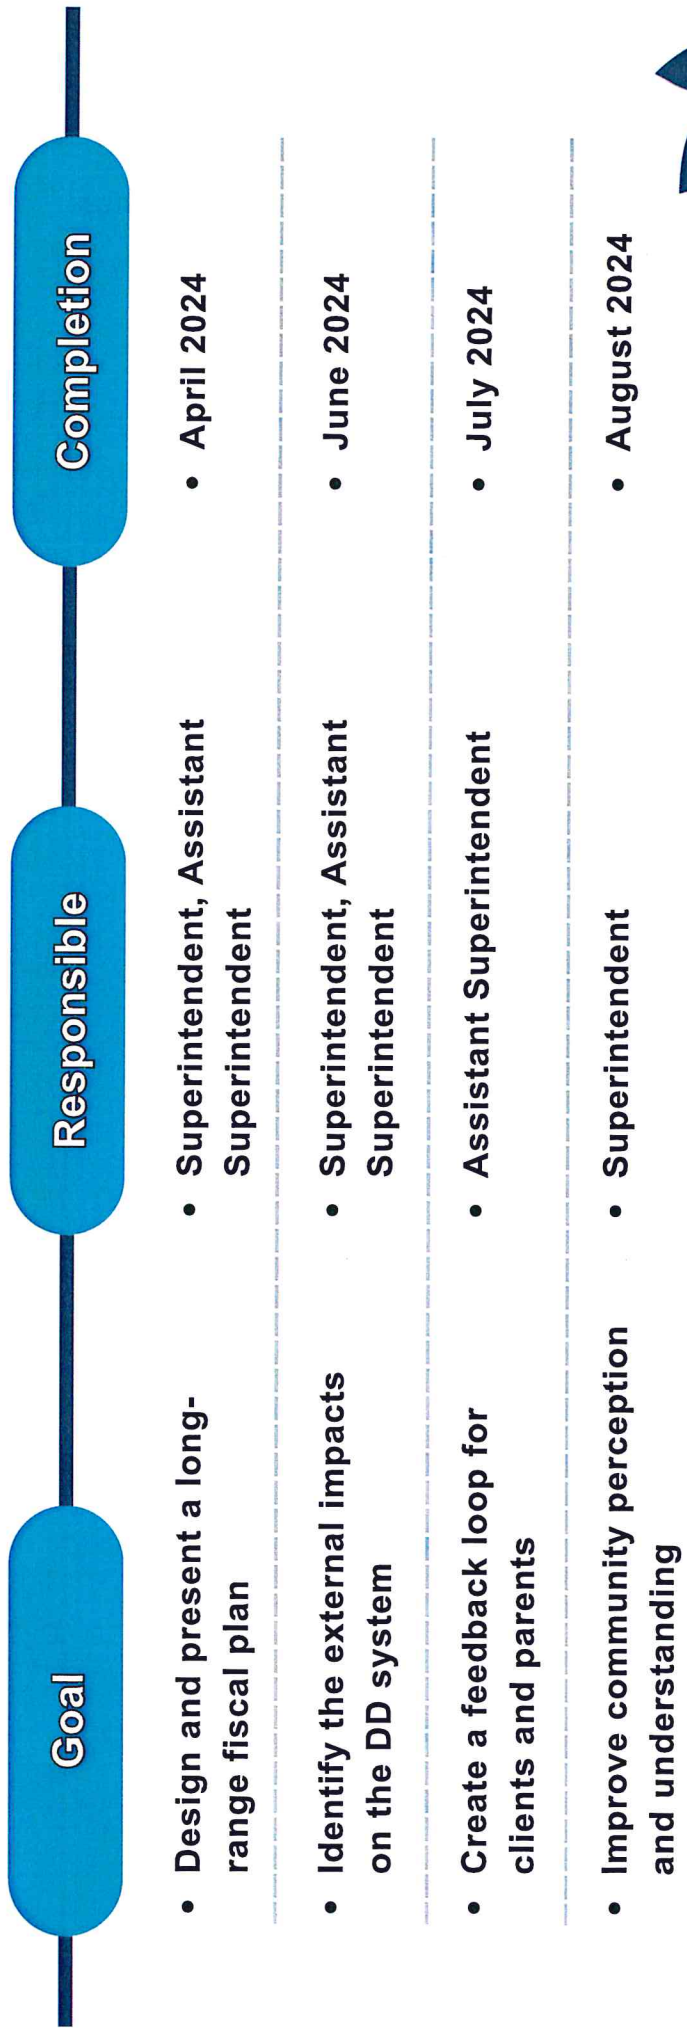 Goal
Responsible
Completion
• Design and present a long-
range fiscal plan
• Superintendent, Assistant
Superintendent
• April 2024
• Identify the external impacts
on the DD system
• Superintendent, Assistant
Superintendent
• June 2024
• Create a feedback loop for
clients and parents
• Assistant Superintendent
• July 2024
• Improve community perception
and understanding
• Superintendent
• August 2024